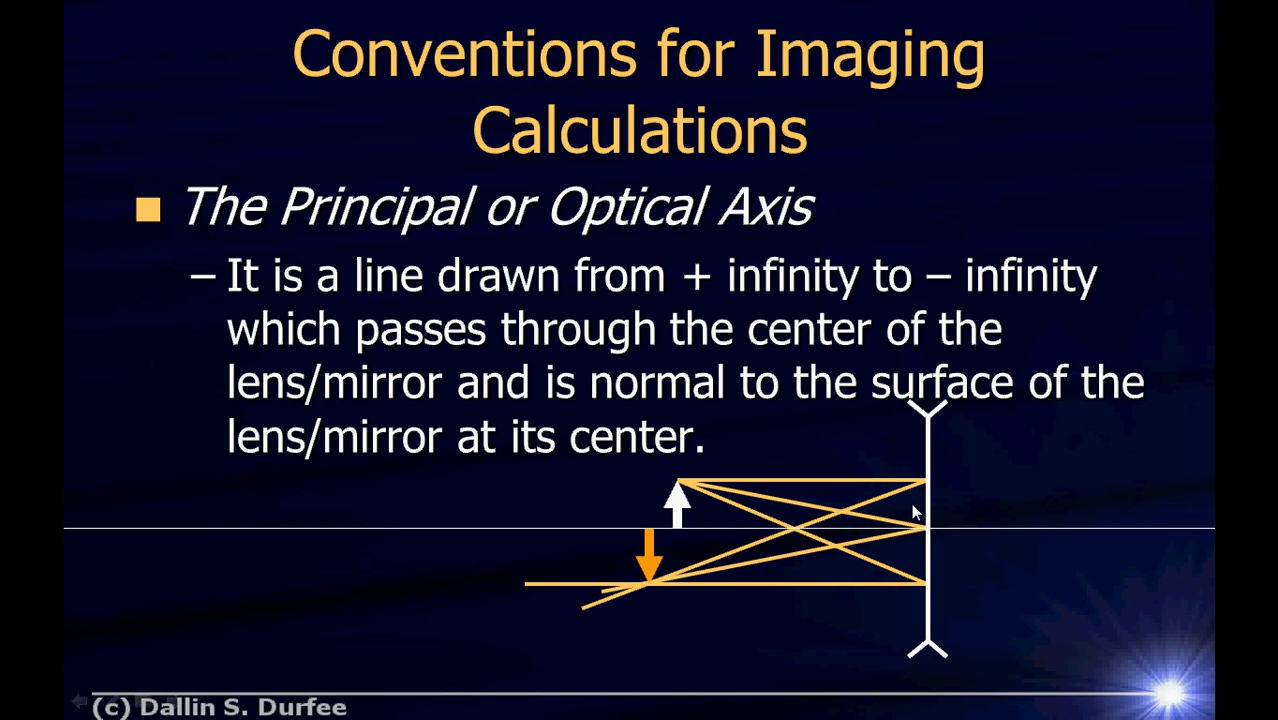 Conventions for Imaging
Calculations
The Principal or Optical Axis
– It is a line drawn from + infinity to – infinity
which passes through the center of the
lens/mirror and is normal to the surface of the
lens/mirror at its center.
(c) Dallin S. Durfee